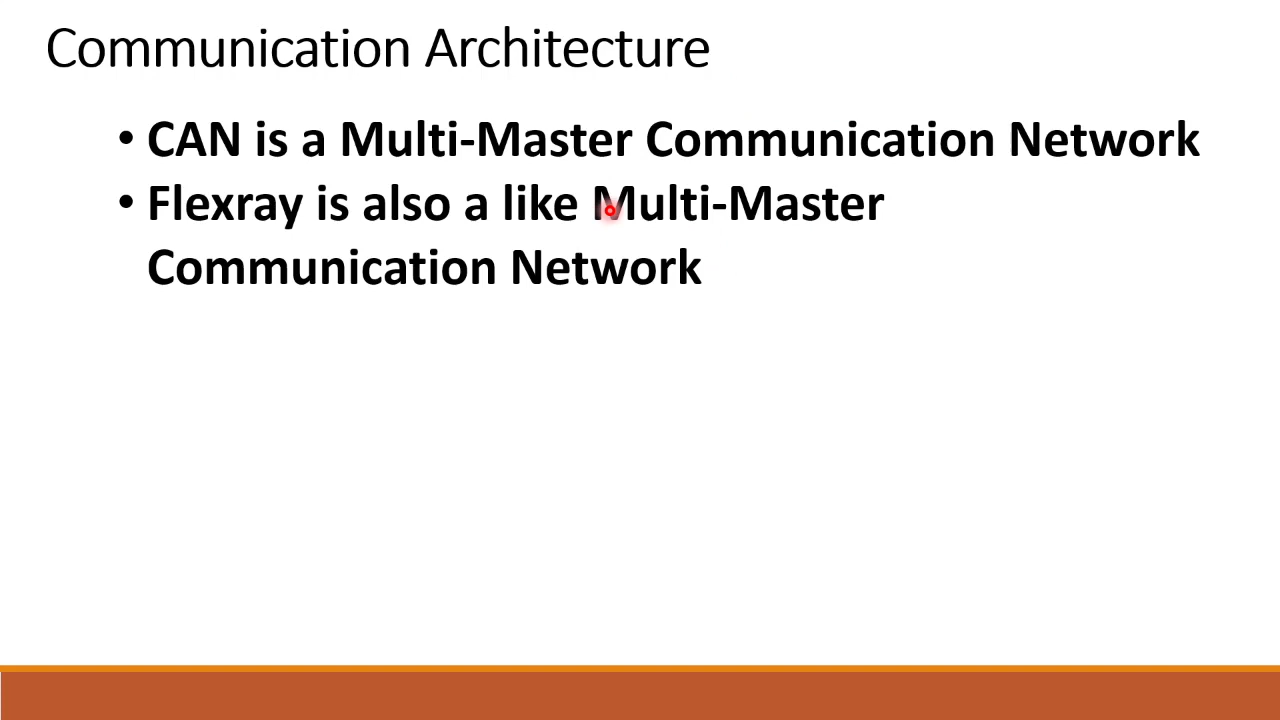 Communication Architecture
• CAN is a Multi-Master Communication Network
• Flexray is also a like Multi-Master
Communication Network